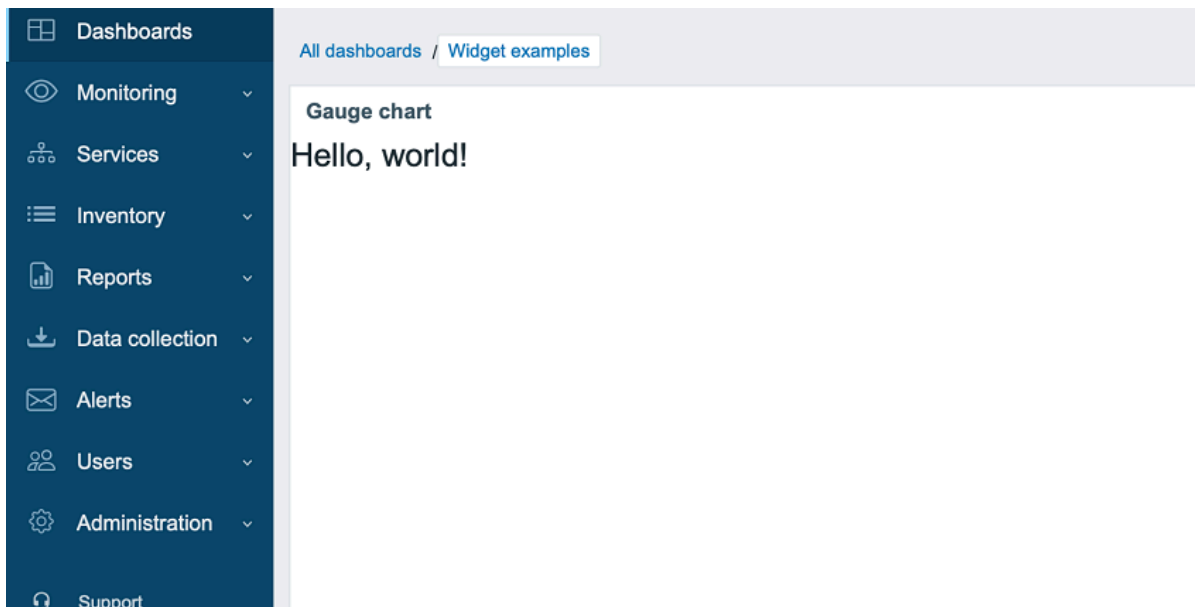 Dashboards
Monitoring
Services
Inventory
Reports
Data collection
Alerts
Users
Administration
Support
All dashboards / Widget examples
Gauge chart
Hello, world!